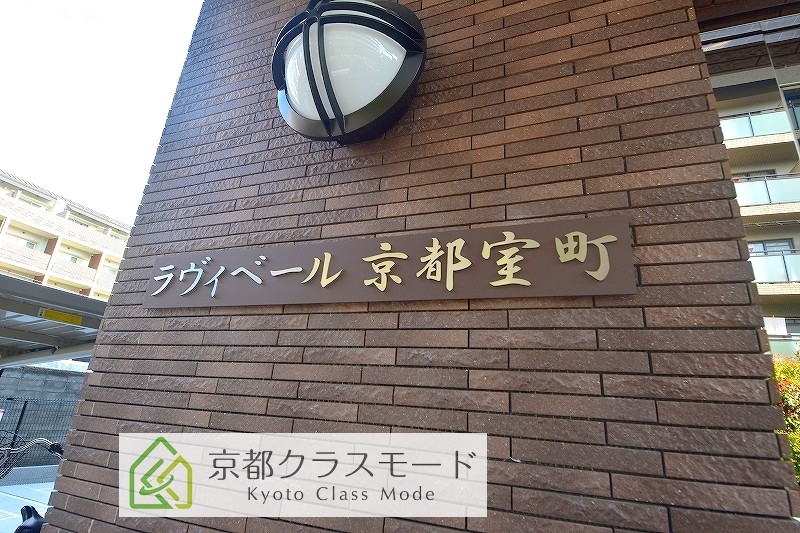 ラヴィベール 京都室町
京都クラスモード
Kyoto Class Mode